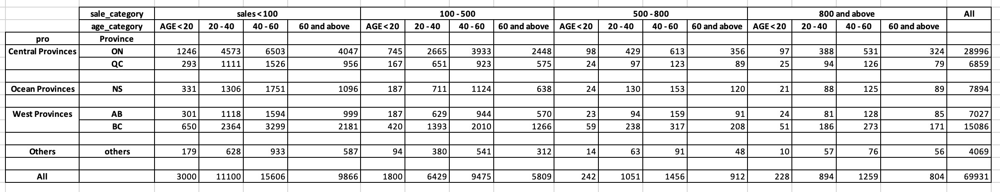 sale_category sales < 100 100 - 500 500 - 800 800 and above All
age_category AGE < 20 20 - 40 40 - 60 60 and above AGE < 20 20 - 40 40 - 60 60 and above AGE < 20 20 - 40 40 - 60 60 and above AGE < 20 20 - 40 40 - 60 60 and above
pro Province
Central Provinces ON 1246 4573 6503 4047 745 2665 3933 2448 98 429 613 356 97 388 531 324 28996
QC 293 1111 1526 956 167 651 923 575 24 97 123 89 25 94 126 79 6859
Ocean Provinces NS 331 1306 1751 1096 187 711 1124 638 24 130 153 120 21 88 125 89 7894
West Provinces AB 301 1118 1594 999 187 629 944 570 23 94 159 91 24 81 128 85 7027
BC 650 2364 3299 2181 420 1393 2010 1266 59 238 317 208 51 186 273 171 15086
Others others 179 628 933 587 94 380 541 312 14 63 91 48 10 57 76 56 4069
All 3000 11100 15606 9866 1800 6429 9475 5809 242 1051 1456 912 228 894 1259 804 69931